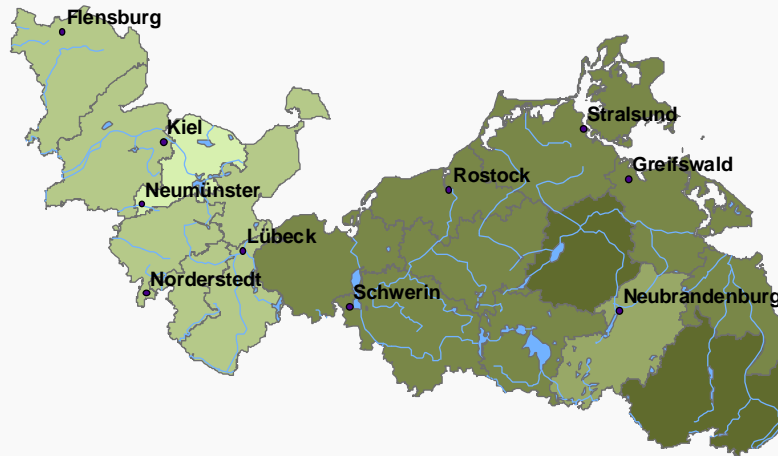 Flensburg
Kiel
Stralsund
Neumünster
Rostock
Greifswald
Lübeck
Norderstedt
Schwerin
Neubrandenburg